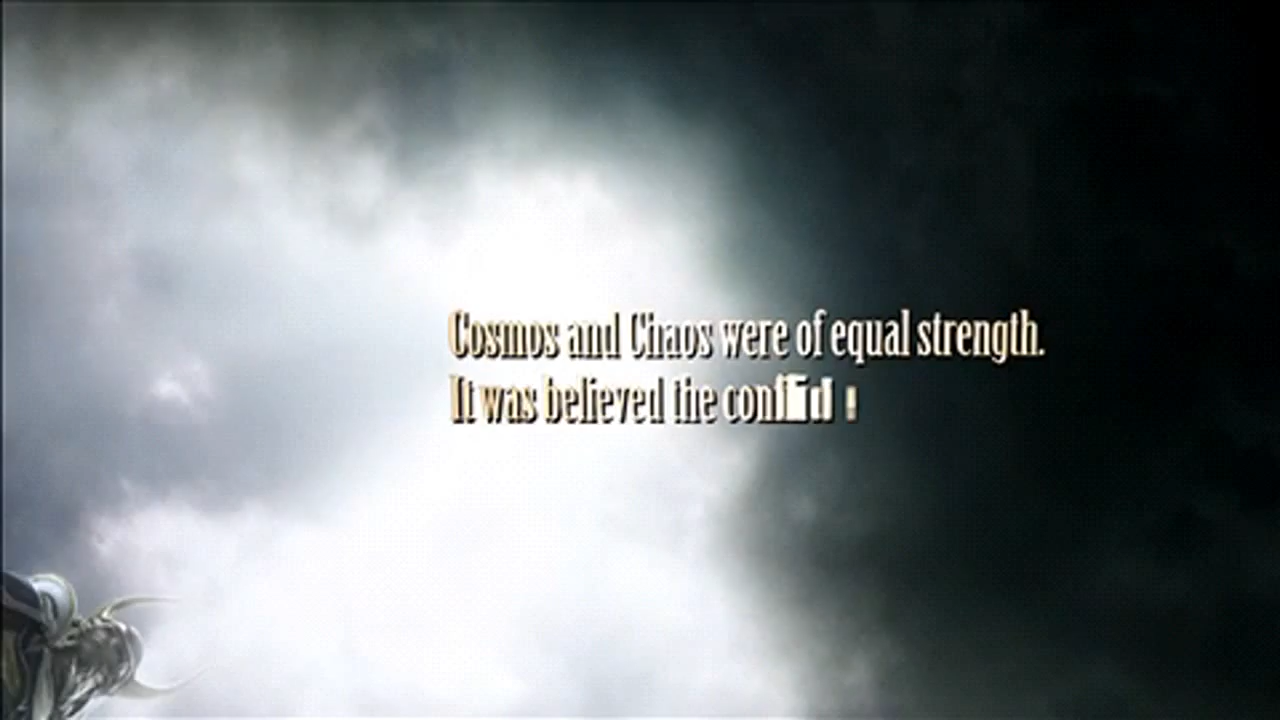 Cosmos and Chaos were of equal strength.
It was believed the